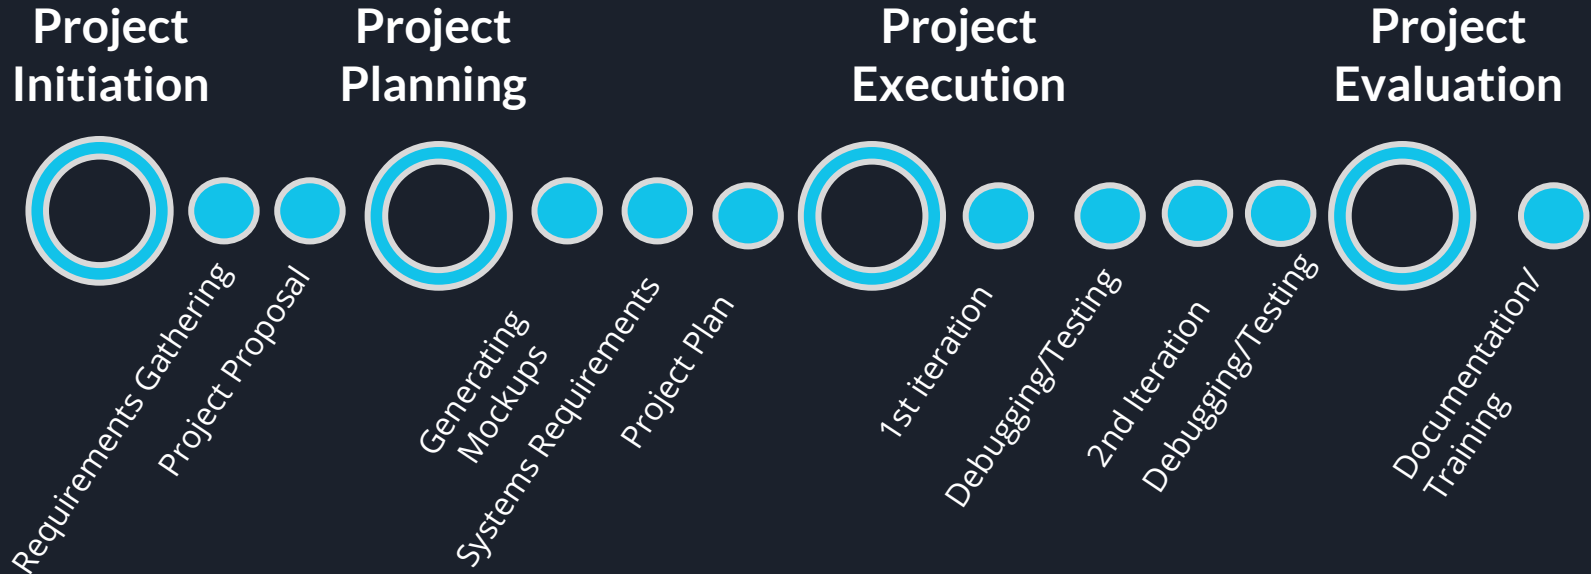 Project
Initiation
Project
Planning
Project
Execution
Project
Evaluation
Requirements Gathering
Project Proposal
Generating
Mockups
Systems Requirements
Project Plan
1st iteration
Debugging/Testing
2nd Iteration
Debugging/Testing
Documentation/
Training